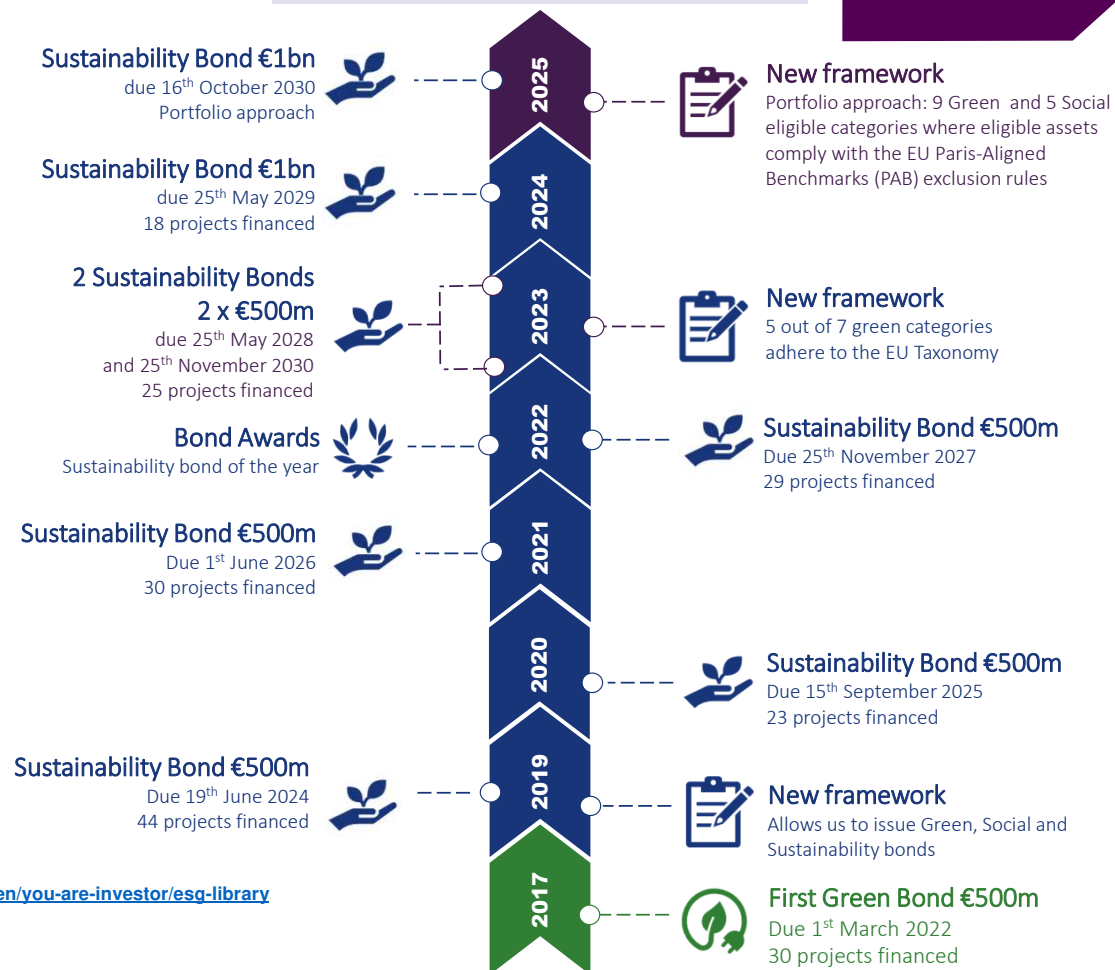 Sustainability Bond €1bn
due 16th October 2030
Portfolio approach
2025
New framework
Portfolio approach: 9 Green and 5 Social
eligible categories where eligible assets
comply with the EU Paris-Aligned
Benchmarks (PAB) exclusion rules
Sustainability Bond €1bn
due 25th May 2029
18 projects financed
2024
2 Sustainability Bonds
2 x €500m
due 25th May 2028
and 25th November 2030
25 projects financed
2023
New framework
5 out of 7 green categories
adhere to the EU Taxonomy
Bond Awards
Sustainability bond of the year
2022
Sustainability Bond €500m
Due 25th November 2027
29 projects financed
Sustainability Bond €500m
Due 1st June 2026
30 projects financed
2021
2020
Sustainability Bond €500m
Due 15th September 2025
23 projects financed
Sustainability Bond €500m
Due 19th June 2024
44 projects financed
2019
New framework
Allows us to issue Green, Social and
Sustainability bonds
en/you-are-investor/esg-library
2017
First Green Bond €500m
Due 1st March 2022
30 projects financed